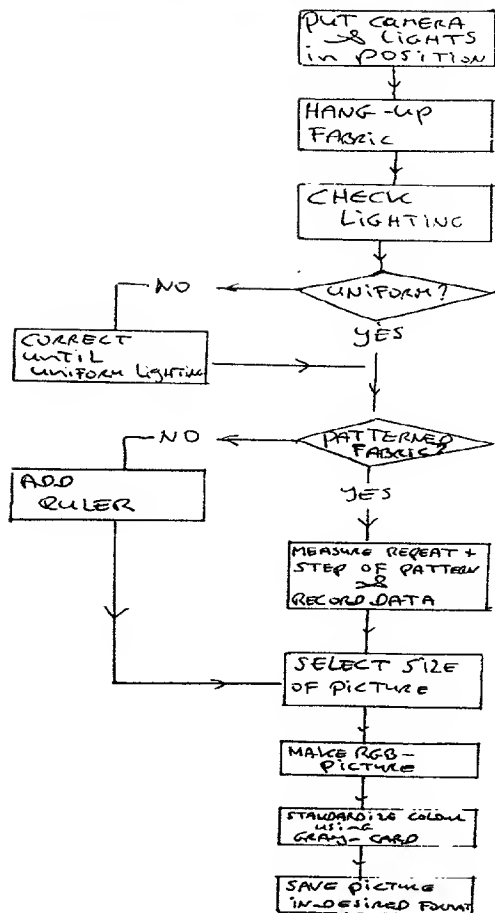 PUT CAMERA
& LIGHTS
in POSITION
HANG-UP
FABRIC
CHECK
LIGHTING
UNIFORM?
NO
YES
CORRECT
UNTIL
UNIFORM LIGHTING
PATTERNED
FABRIC?
NO
YES
ADD
RULER
MEASURE REPEAT +
STEP OF PATTERN
&
RECORD DATA
SELECT SIZE
OF PICTURE
MAKE RGB-
PICTURE
STANDARDIZE COLOUR
USING
GRAY-CARD
SAVE PICTURE
IN DESIRED FORMAT